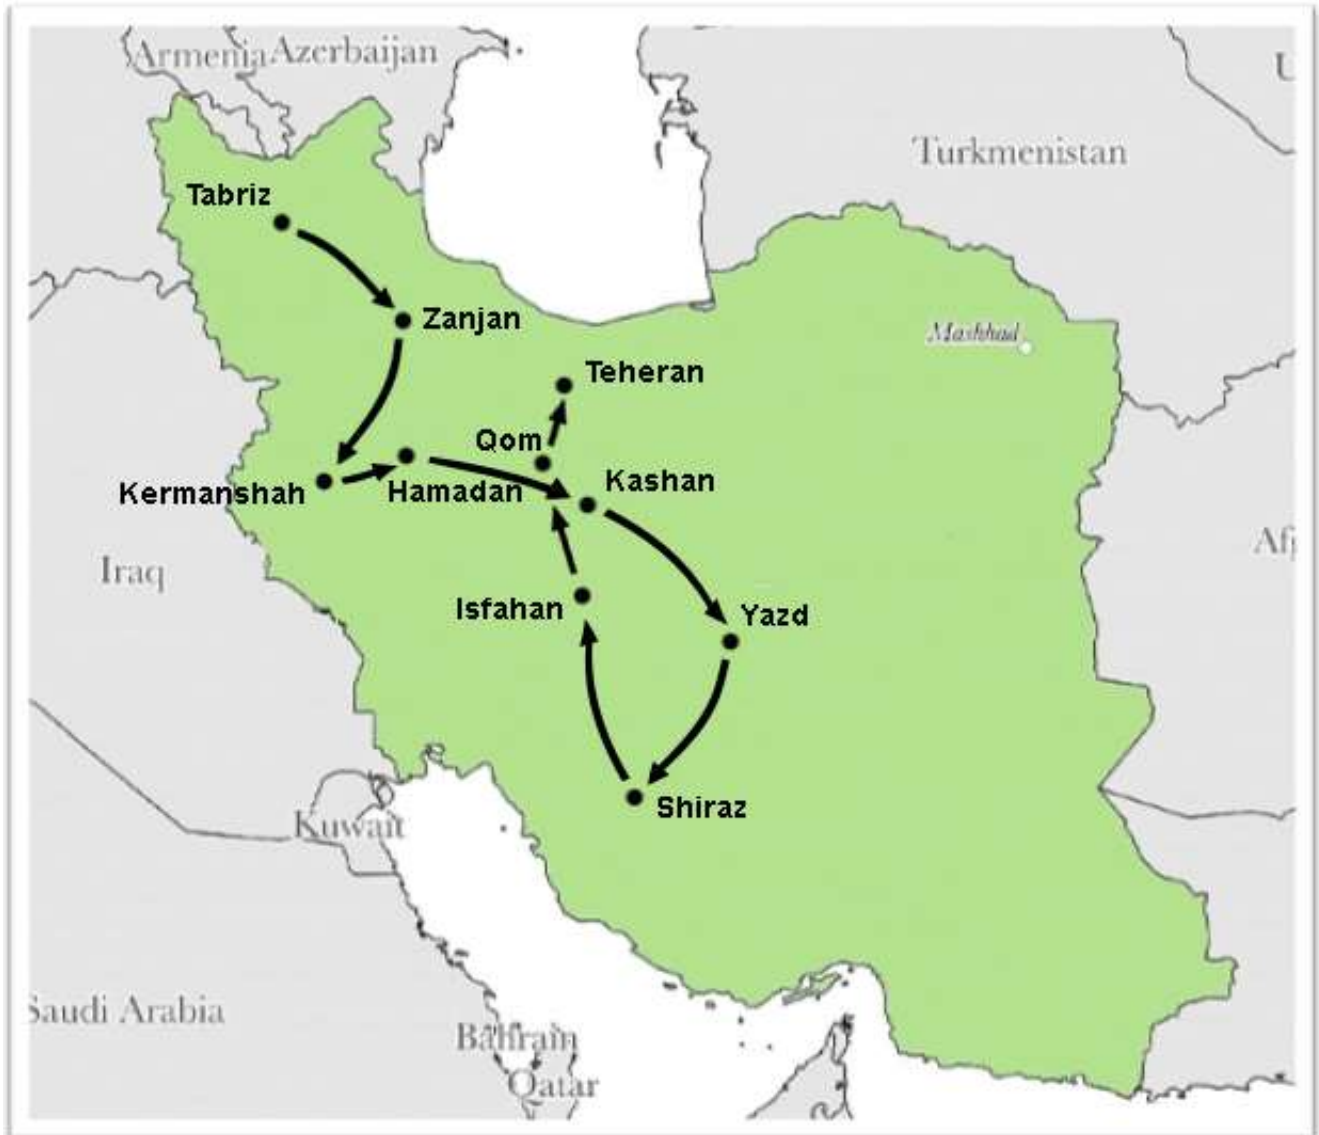 Armenia
Azerbaijan
Turkmenistan
Tabriz
Zanjan
Mashhad
Teheran
Qom
Kashan
Kermanshah
Hamadan
Iraq
Isfahan
Yazd
Shiraz
Kuwait
Saudi Arabia
Bahrain
Qatar